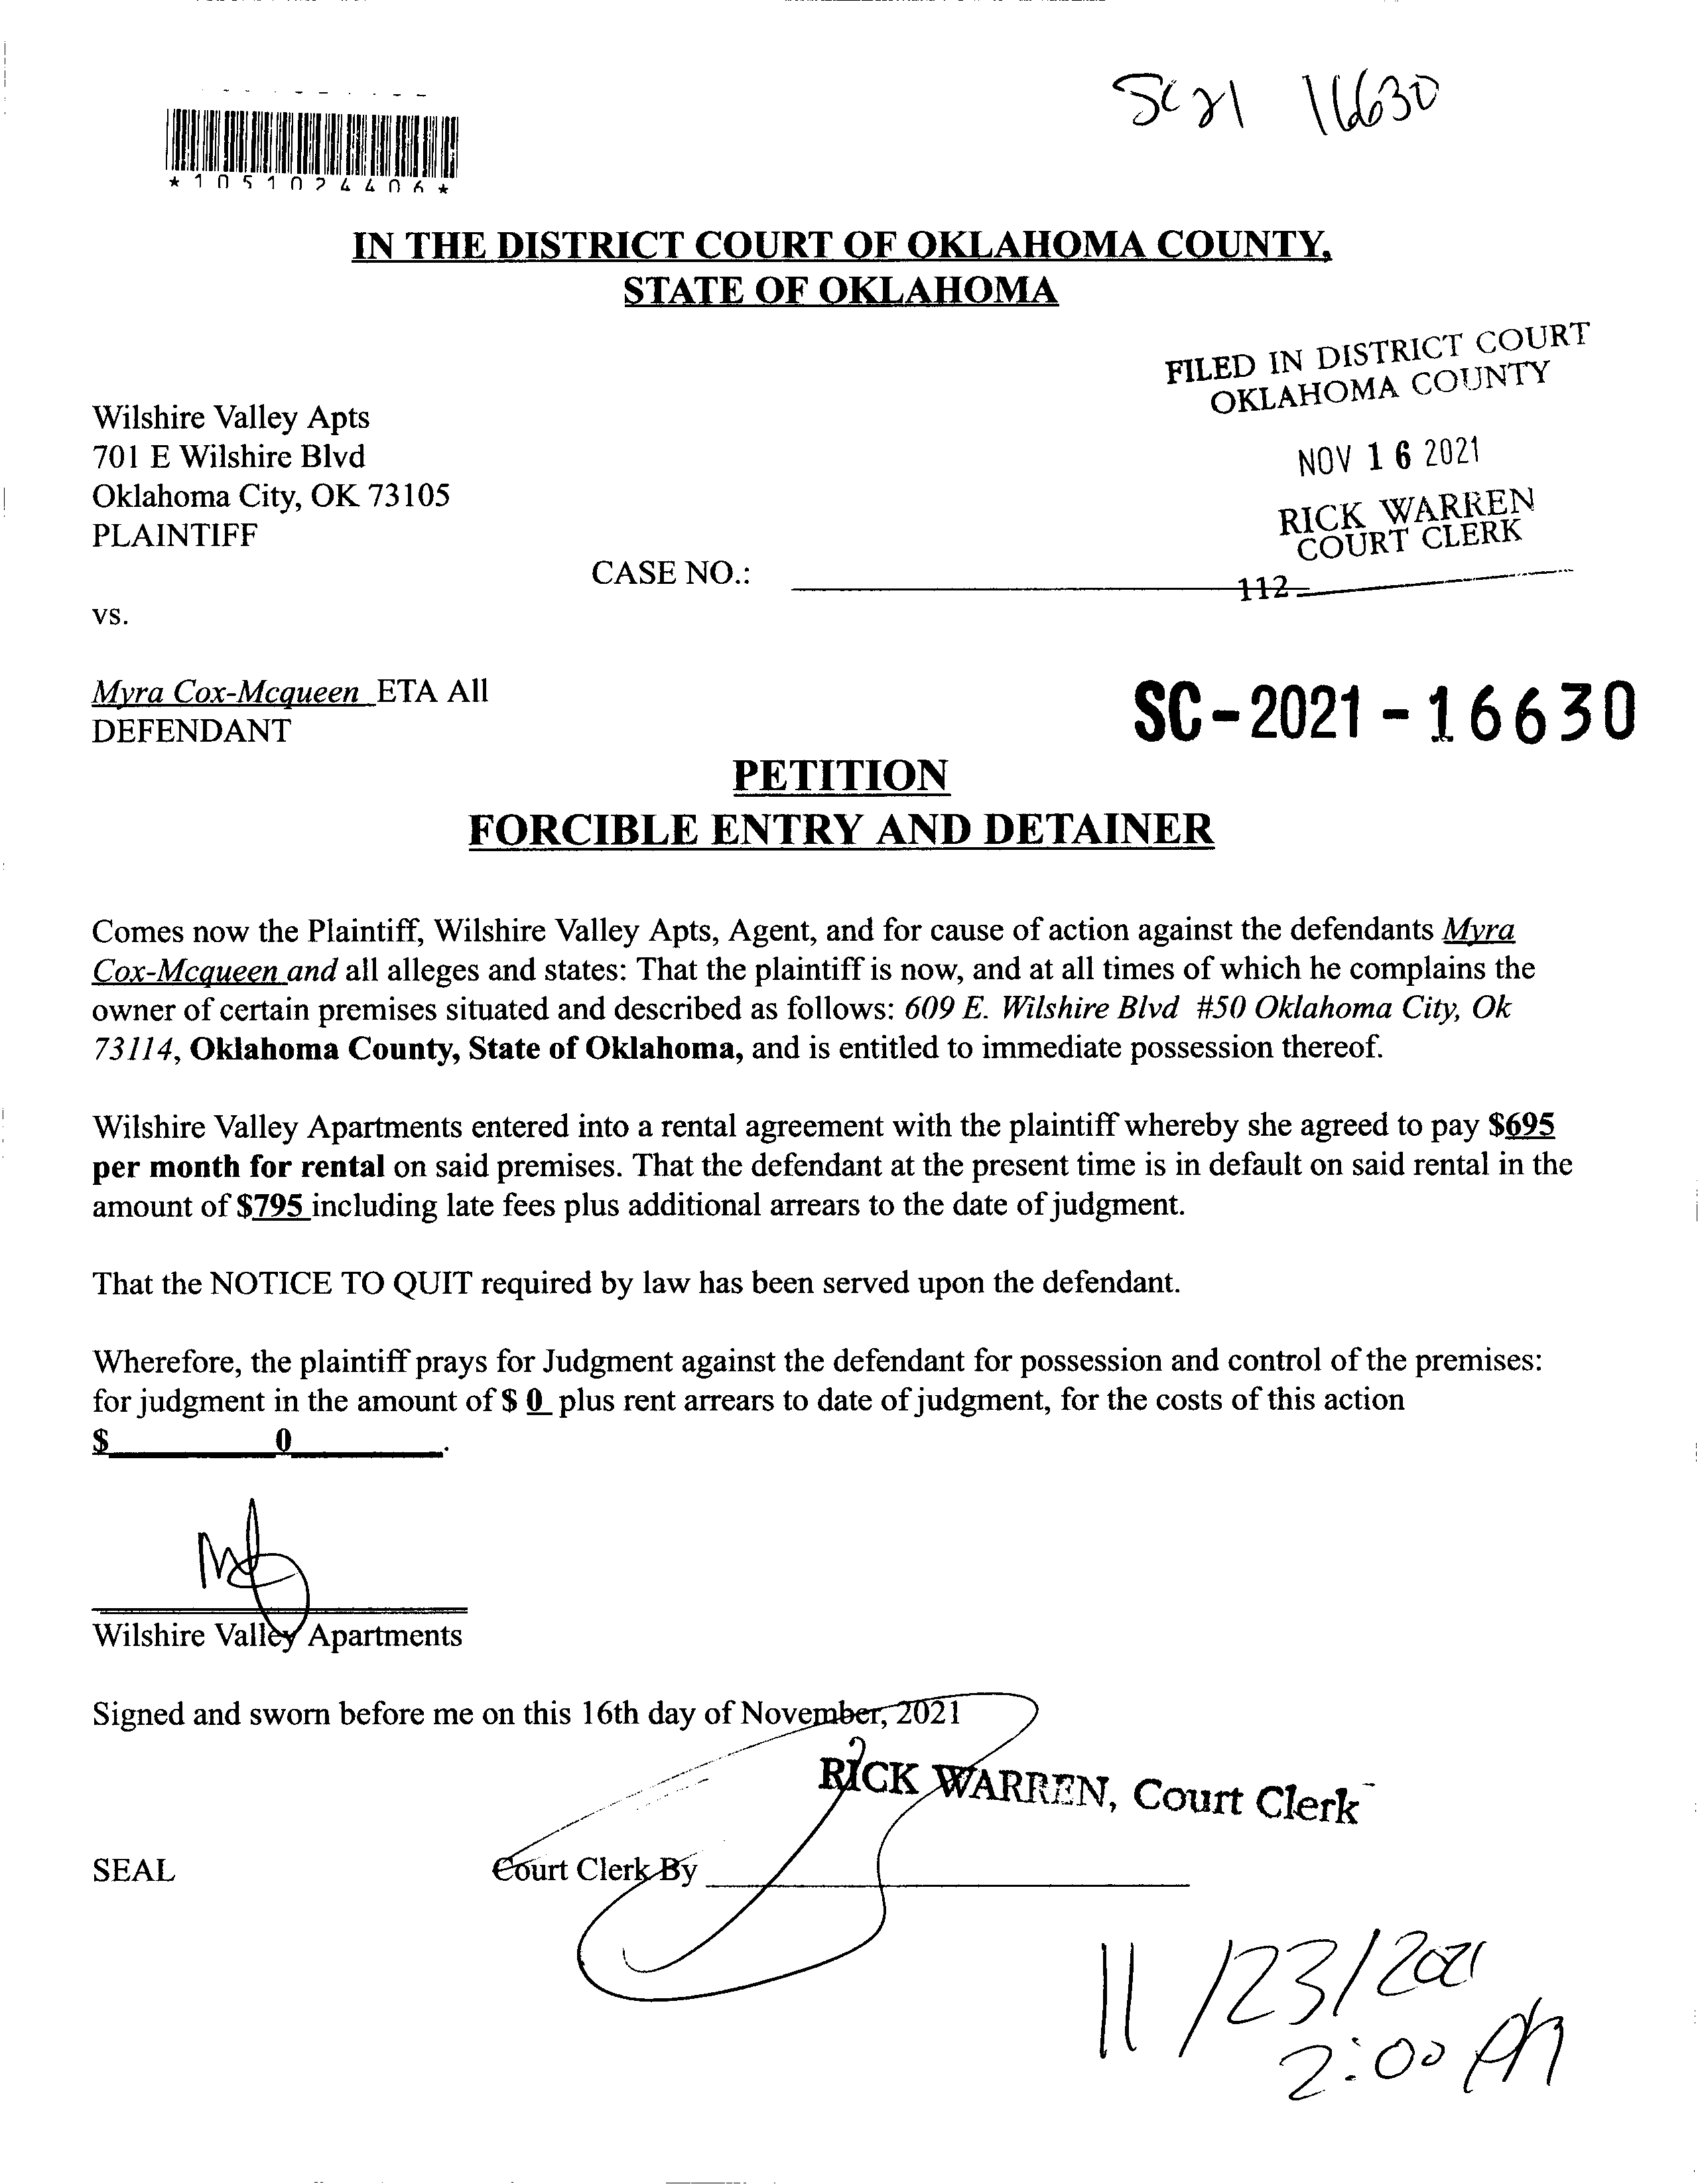 SC 21 16630
*1051024406*
IN THE DISTRICT COURT OF OKLAHOMA COUNTY,
STATE OF OKLAHOMA
FILED IN DISTRICT COURT
OKLAHOMA COUNTY
Wilshire Valley Apts
701 E Wilshire Blvd
NOV 16 2021
Oklahoma City, OK 73105
RICK WARREN
COURT CLERK
PLAINTIFF
CASE NO.:
112
vs.
Myra Cox-Mcqueen ETA All
DEFENDANT
SC-2021-16630
PETITION
FORCIBLE ENTRY AND DETAINER
Comes now the Plaintiff, Wilshire Valley Apts, Agent, and for cause of action against the defendants Myra
Cox-Mcqueen and all alleges and states: That the plaintiff is now, and at all times of which he complains the
owner of certain premises situated and described as follows: 609 E. Wilshire Blvd #50 Oklahoma City, Ok
73114, Oklahoma County, State of Oklahoma, and is entitled to immediate possession thereof.
Wilshire Valley Apartments entered into a rental agreement with the plaintiff whereby she agreed to pay $695
per month for rental on said premises. That the defendant at the present time is in default on said rental in the
amount of $795 including late fees plus additional arrears to the date of judgment.
That the NOTICE TO QUIT required by law has been served upon the defendant.
Wherefore, the plaintiff prays for Judgment against the defendant for possession and control of the premises:
for judgment in the amount of $ 0 plus rent arrears to date of judgment, for the costs of this action
$ 0 .
Wilshire Valley Apartments
Signed and sworn before me on this 16th day of November, 2021
RICK WARREN, Court Clerk
SEAL
Court Clerk By
11/23/2021
2:00 PM